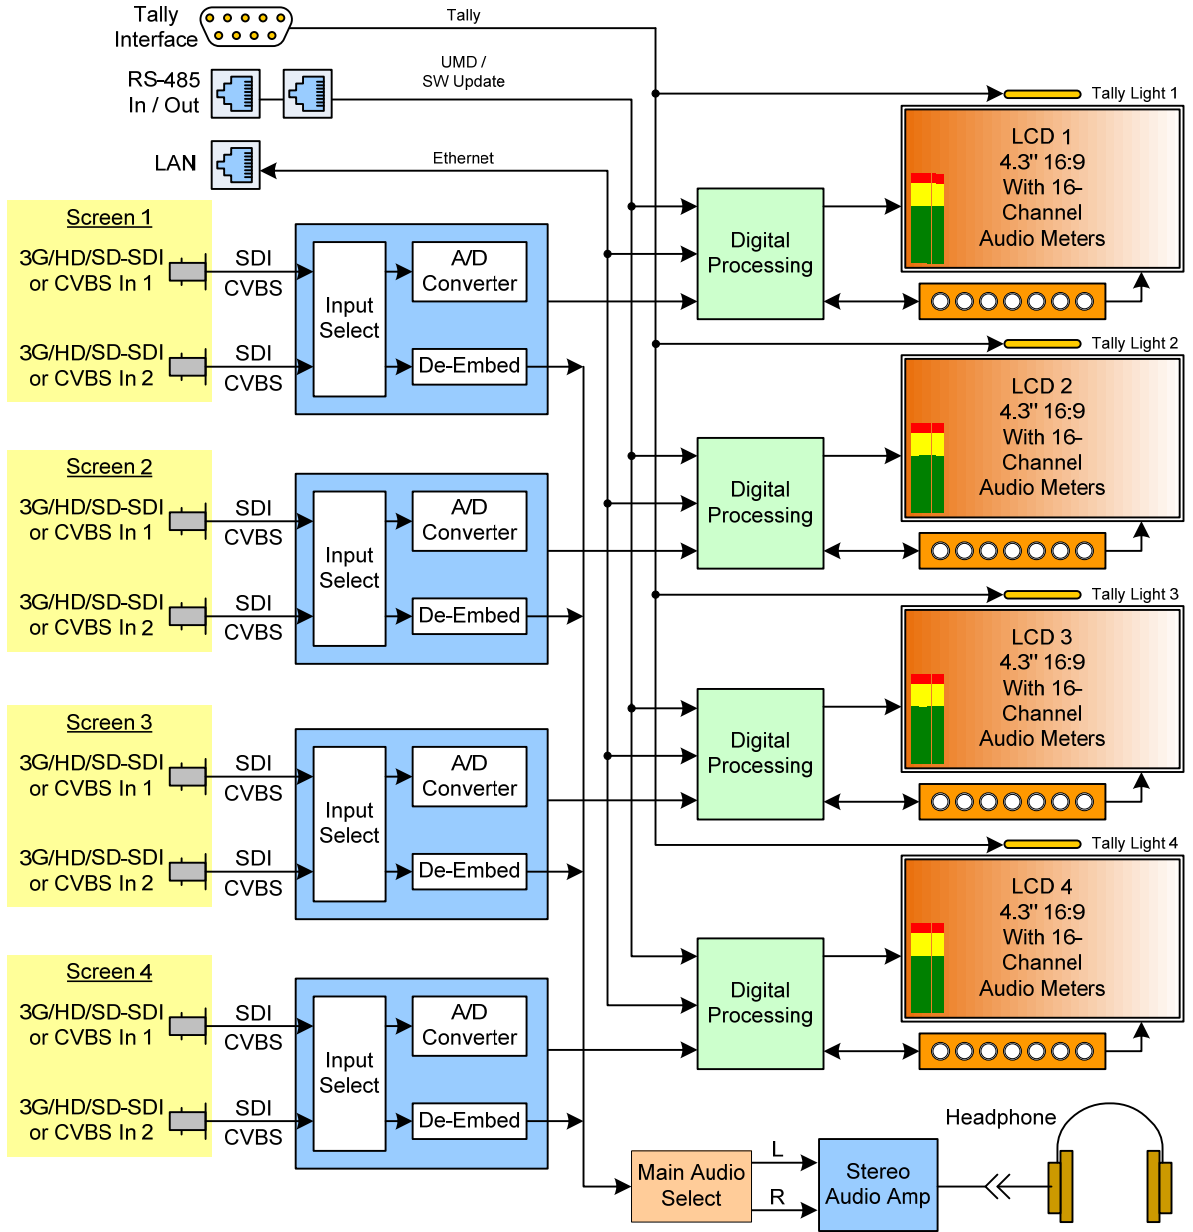 Tally
Interface
Tally
RS-485
In / Out
UMD /
SW Update
LAN
Ethernet
Tally Light 1
LCD 1
4.3" 16:9
With 16-
Channel
Audio Meters
Digital
Processing
Screen 1
3G/HD/SD-SDI
or CVBS In 1
SDI
CVBS
3G/HD/SD-SDI
or CVBS In 2
SDI
CVBS
Input
Select
A/D
Converter
De-Embed
Tally Light 2
LCD 2
4.3" 16:9
With 16-
Channel
Audio Meters
Digital
Processing
Screen 2
3G/HD/SD-SDI
or CVBS In 1
SDI
CVBS
3G/HD/SD-SDI
or CVBS In 2
SDI
CVBS
Input
Select
A/D
Converter
De-Embed
Tally Light 3
LCD 3
4.3" 16:9
With 16-
Channel
Audio Meters
Digital
Processing
Screen 3
3G/HD/SD-SDI
or CVBS In 1
SDI
CVBS
3G/HD/SD-SDI
or CVBS In 2
SDI
CVBS
Input
Select
A/D
Converter
De-Embed
Tally Light 4
LCD 4
4.3" 16:9
With 16-
Channel
Audio Meters
Digital
Processing
Screen 4
3G/HD/SD-SDI
or CVBS In 1
SDI
CVBS
3G/HD/SD-SDI
or CVBS In 2
SDI
CVBS
Input
Select
A/D
Converter
De-Embed
Main Audio
Select
L
R
Stereo
Audio Amp
Headphone